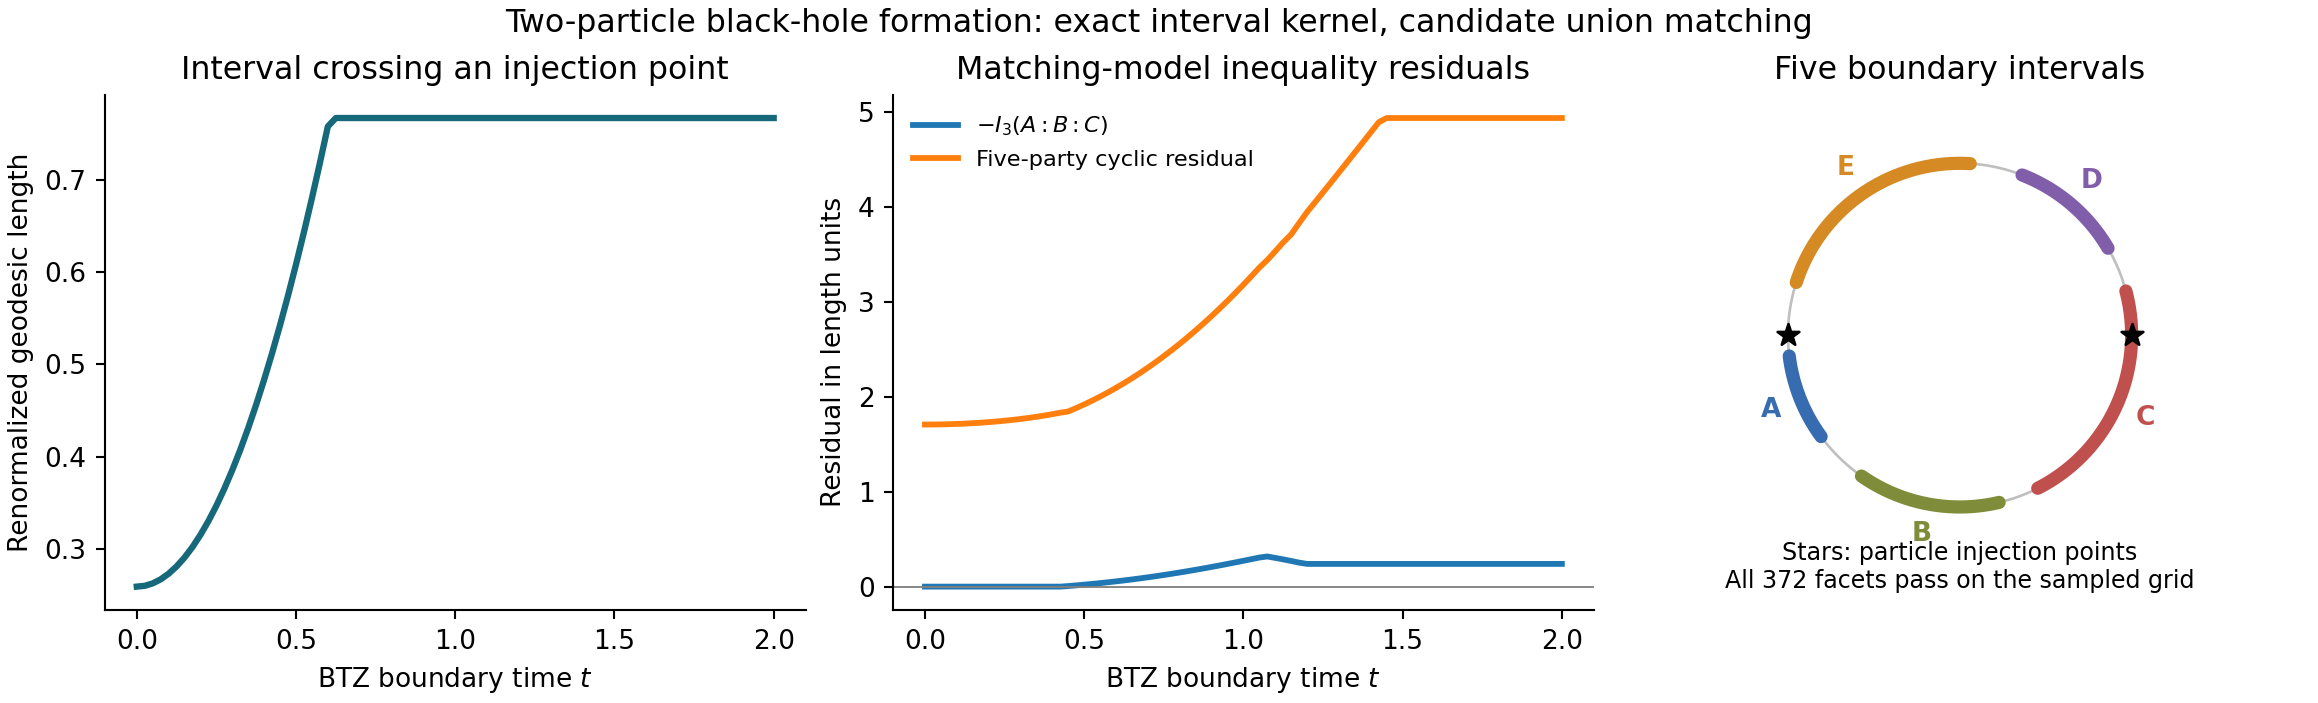 Two-particle black-hole formation: exact interval kernel, candidate union matching
Interval crossing an injection point
Renormalized geodesic length
0.7
0.6
0.5
0.4
0.3
0.0 0.5 1.0 1.5 2.0
BTZ boundary time t
Matching-model inequality residuals
Residual in length units
5
4
3
2
1
0
−I₃(A : B : C)
Five-party cyclic residual
0.0 0.5 1.0 1.5 2.0
BTZ boundary time t
Five boundary intervals
E
D
A
C
B
Stars: particle injection points
All 372 facets pass on the sampled grid